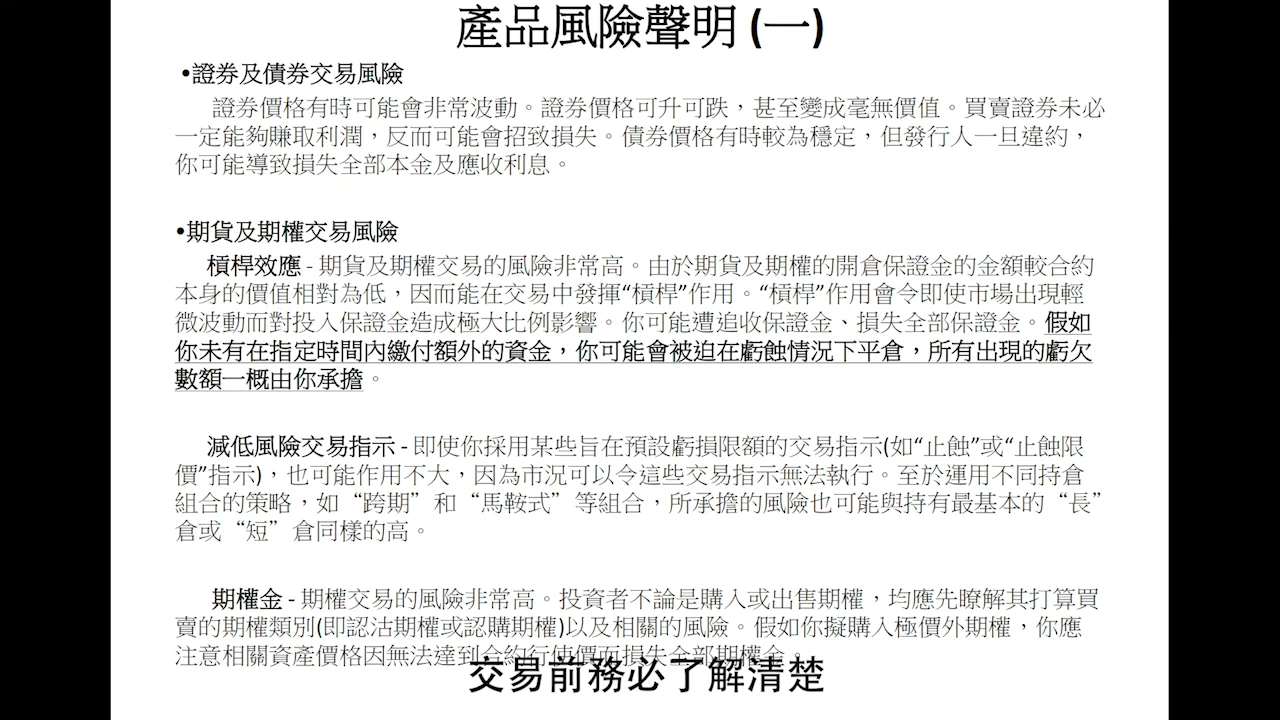 產品風險聲明 (一)
•證券及債券交易風險
證券價格有時可能會非常波動。證券價格可升可跌，甚至變成毫無價值。買賣證券未必
一定能夠賺取利潤，反而可能會招致損失。債券價格有時較為穩定，但發行人一旦違約，
你可能導致損失全部本金及應收利息。
•期貨及期權交易風險
槓桿效應 - 期貨及期權交易的風險非常高。由於期貨及期權的開倉保證金的金額較合約
本身的價值相對為低，因而能在交易中發揮“槓桿”作用。“槓桿”作用會令即使市場出現輕
微波動而對投入保證金造成極大比例影響。你可能遭追收保證金、損失全部保證金。假如
你未有在指定時間內繳付額外的資金，你可能會被迫在虧蝕情況下平倉，所有出現的虧欠
數額一概由你承擔。
減低風險交易指示 - 即使你採用某些旨在預設虧損限額的交易指示(如“止蝕”或“止蝕限
價”指示)，也可能作用不大，因為市況可以令這些交易指示無法執行。至於運用不同持倉
組合的策略，如“跨期”和“馬鞍式”等組合，所承擔的風險也可能與持有最基本的“長”
倉或“短”倉同樣的高。
期權金 - 期權交易的風險非常高。投資者不論是購入或出售期權，均應先瞭解其打算買
賣的期權類別(即認沽期權或認購期權)以及相關的風險。假如你擬購入極價外期權，你應
注意相關資產價格因無法達到合約行使價而損失全部期權金。
交易前務必了解清楚